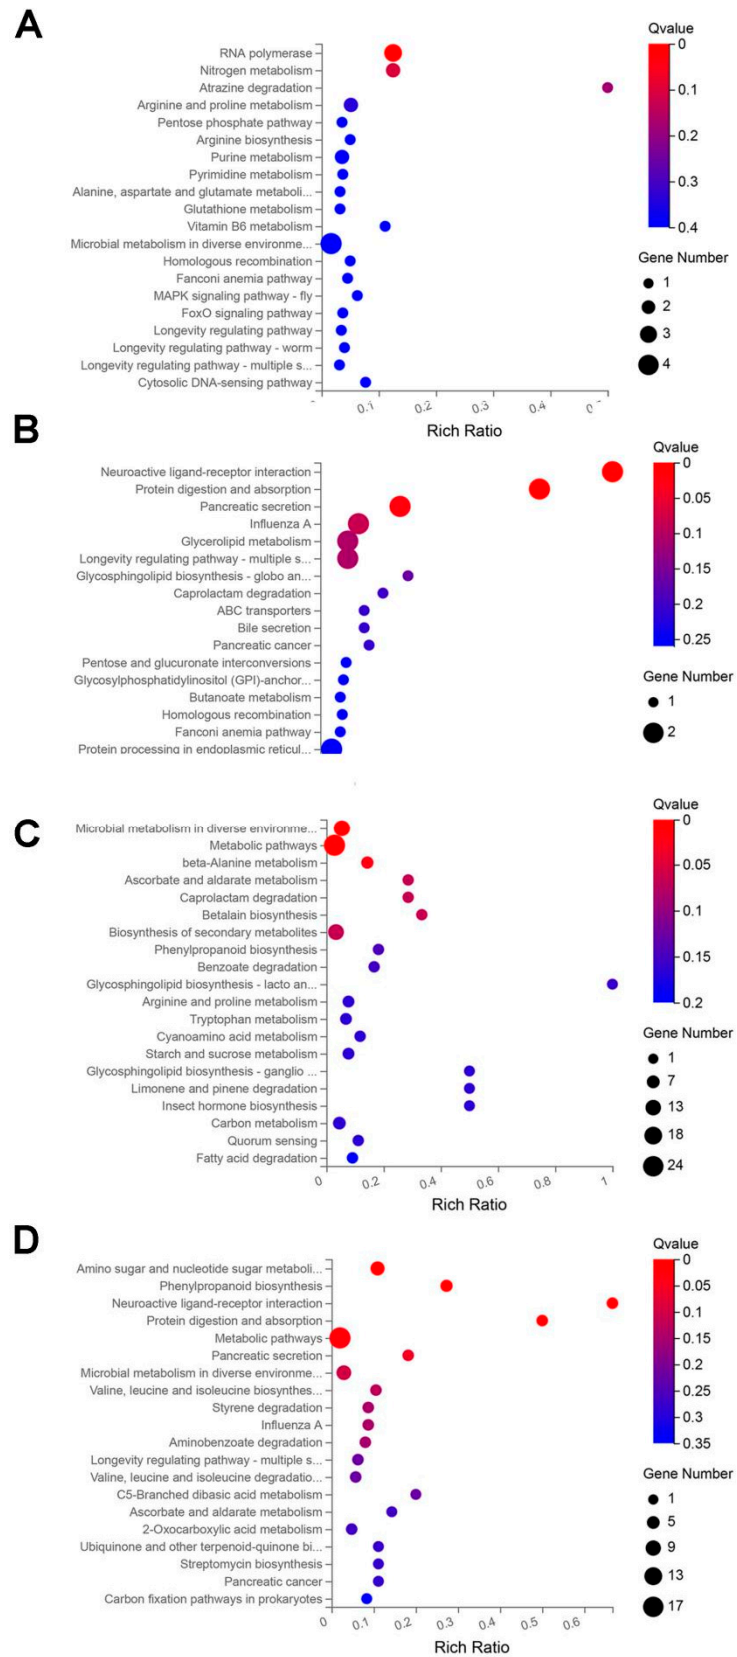 A
Qvalue
RNA polymerase
Nitrogen metabolism
Atrazine degradation
Arginine and proline metabolism
Pentose phosphate pathway
Arginine biosynthesis
Purine metabolism
Pyrimidine metabolism
Alanine, aspartate and glutamate metaboli...
Glutathione metabolism
Vitamin B6 metabolism
Microbial metabolism in diverse environme...
Homologous recombination
Fanconi anemia pathway
MAPK signaling pathway - fly
FoxO signaling pathway
Longevity regulating pathway
Longevity regulating pathway - worm
Longevity regulating pathway - multiple s...
Cytosolic DNA-sensing pathway
0
0.1
0.2
0.3
0.4
Gene Number
1
2
3
4
0.1
0.2
0.3
0.4
Rich Ratio
B
Qvalue
Neuroactive ligand-receptor interaction
Protein digestion and absorption
Pancreatic secretion
Influenza A
Glycerolipid metabolism
Longevity regulating pathway - multiple s...
Glycosphingolipid biosynthesis - globo an...
Caprolactam degradation
ABC transporters
Bile secretion
Pancreatic cancer
Pentose and glucuronate interconversions
Glycosylphosphatidylinositol (GPI)-anchor...
Butanoate metabolism
Homologous recombination
Fanconi anemia pathway
Protein processing in endoplasmic reticul...
0
0.05
0.1
0.15
0.2
0.25
Gene Number
1
2
C
Qvalue
Microbial metabolism in diverse environme...
Metabolic pathways
beta-Alanine metabolism
Ascorbate and aldarate metabolism
Caprolactam degradation
Betalain biosynthesis
Biosynthesis of secondary metabolites
Phenylpropanoid biosynthesis
Benzoate degradation
Glycosphingolipid biosynthesis - lacto an...
Arginine and proline metabolism
Tryptophan metabolism
Cyanoamino acid metabolism
Starch and sucrose metabolism
Glycosphingolipid biosynthesis - ganglio ...
Limonene and pinene degradation
Insect hormone biosynthesis
Carbon metabolism
Quorum sensing
Fatty acid degradation
0
0.05
0.1
0.15
0.2
Gene Number
1
7
13
18
24
0
0.2
0.4
0.6
0.8
1
Rich Ratio
D
Qvalue
Amino sugar and nucleotide sugar metaboli...
Phenylpropanoid biosynthesis
Neuroactive ligand-receptor interaction
Protein digestion and absorption
Metabolic pathways
Pancreatic secretion
Microbial metabolism in diverse environme...
Valine, leucine and isoleucine biosynthes...
Styrene degradation
Influenza A
Aminobenzoate degradation
Longevity regulating pathway - multiple s...
Valine, leucine and isoleucine degradatio...
C5-Branched dibasic acid metabolism
Ascorbate and aldarate metabolism
2-Oxocarboxylic acid metabolism
Ubiquinone and other terpenoid-quinone bi...
Streptomycin biosynthesis
Pancreatic cancer
Carbon fixation pathways in prokaryotes
0
0.05
0.1
0.15
0.2
0.25
0.3
0.35
Gene Number
1
5
9
13
17
0
0.1
0.2
0.3
0.4
0.5
0.6
Rich Ratio